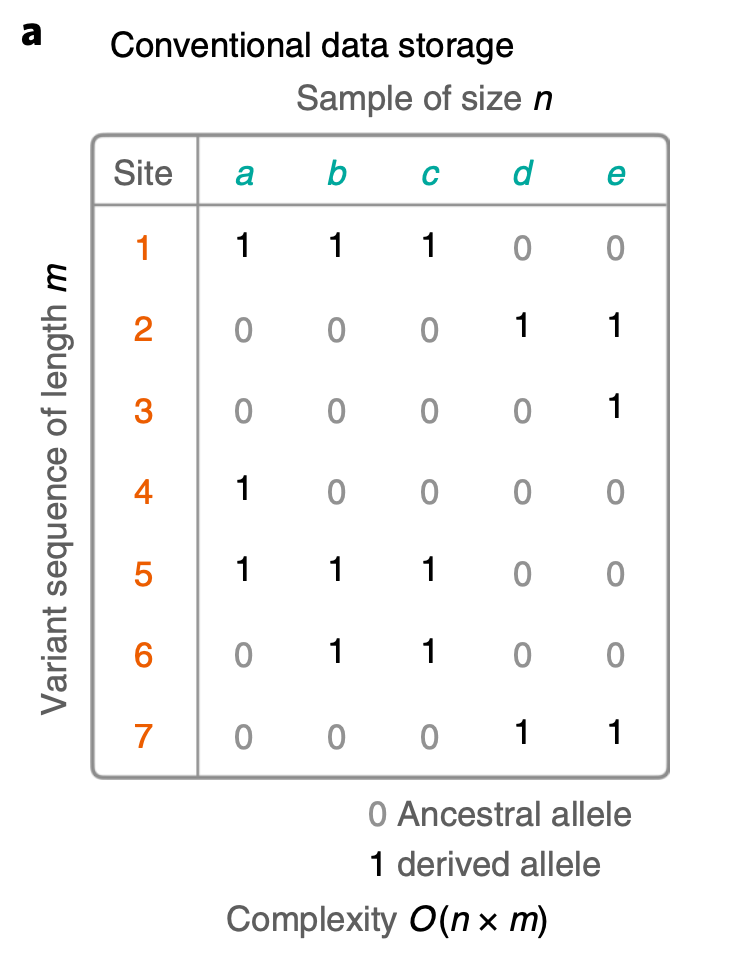 a Conventional data storage
Sample of size n
Site a b c d e
1 1 1 1 0 0
2 0 0 0 1 1
3 0 0 0 0 1
4 1 0 0 0 0
5 1 1 1 0 0
6 0 1 1 0 0
7 0 0 0 1 1
Variant sequence of length m
0 Ancestral allele
1 derived allele
Complexity O(n × m)